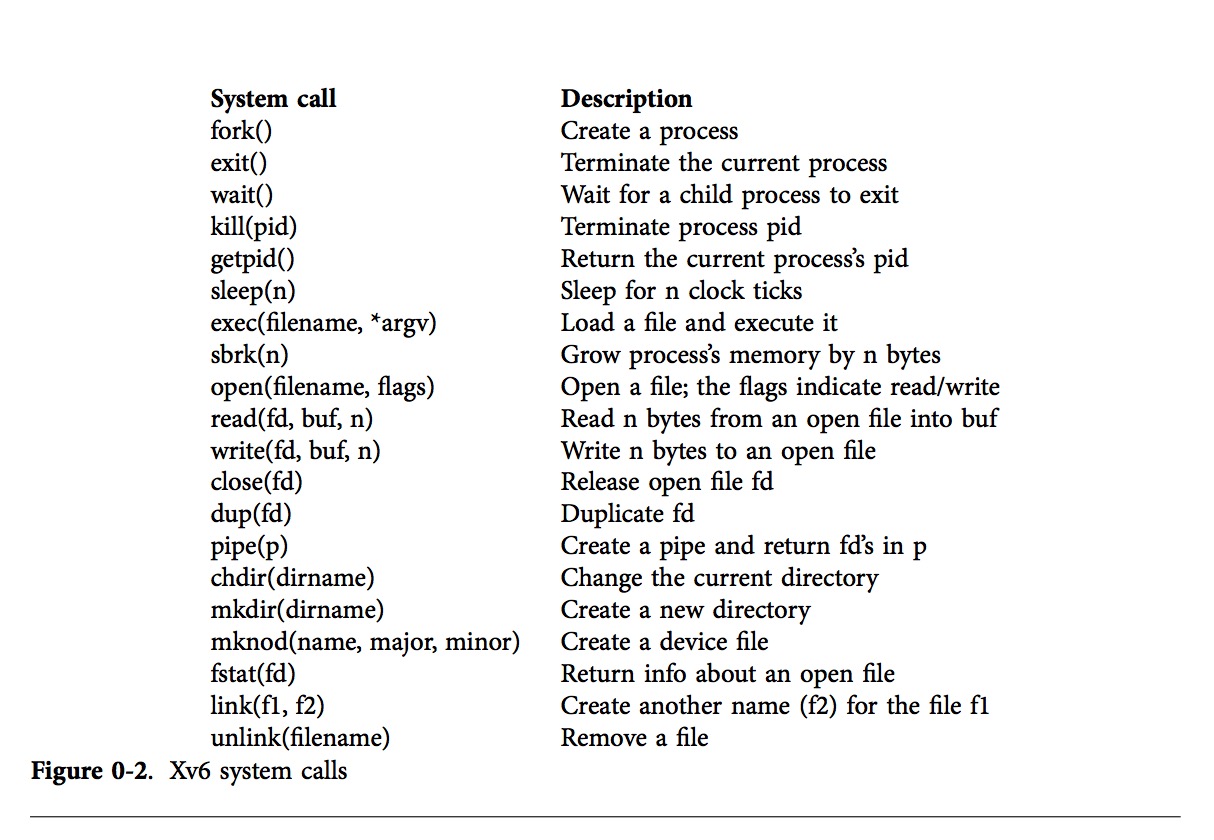 System call Description
fork() Create a process
exit() Terminate the current process
wait() Wait for a child process to exit
kill(pid) Terminate process pid
getpid() Return the current process’s pid
sleep(n) Sleep for n clock ticks
exec(filename, *argv) Load a file and execute it
sbrk(n) Grow process’s memory by n bytes
open(filename, flags) Open a file; the flags indicate read/write
read(fd, buf, n) Read n bytes from an open file into buf
write(fd, buf, n) Write n bytes to an open file
close(fd) Release open file fd
dup(fd) Duplicate fd
pipe(p) Create a pipe and return fd’s in p
chdir(dirname) Change the current directory
mkdir(dirname) Create a new directory
mknod(name, major, minor) Create a device file
fstat(fd) Return info about an open file
link(f1, f2) Create another name (f2) for the file f1
unlink(filename) Remove a file
Figure 0-2. Xv6 system calls